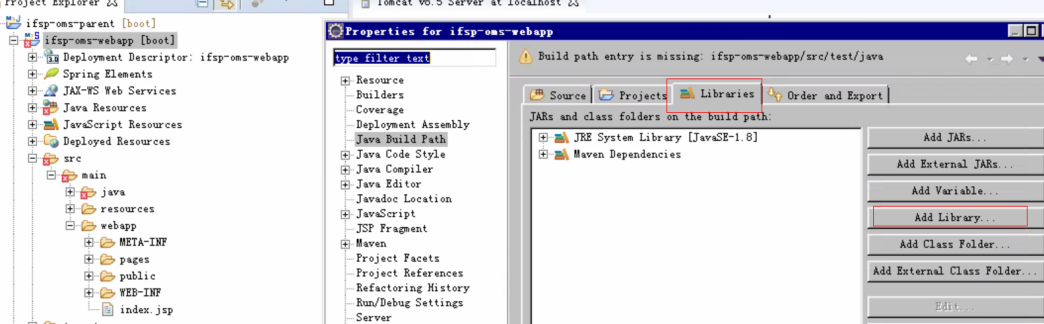 Project Explorer
Tomcat v8.5 Server at localhost
ifsp-oms-parent [boot]
ifsp-oms-webapp [boot]
Deployment Descriptor: ifsp-oms-webapp
Spring Elements
JAX-WS Web Services
Java Resources
JavaScript Resources
Deployed Resources
src
main
java
resources
webapp
META-INF
pages
public
WEB-INF
index.jsp
Properties for ifsp-oms-webapp
type filter text
Resource
Builders
Coverage
Deployment Assembly
Java Build Path
Java Code Style
Java Compiler
Java Editor
Javadoc Location
JavaScript
JSP Fragment
Maven
Project Facets
Project References
Refactoring History
Run/Debug Settings
Server
Build path entry is missing: ifsp-oms-webapp/src/test/java
Source Projects Libraries Order and Export
JARs and class folders on the build path:
JRE System Library [JavaSE-1.8]
Maven Dependencies
Add JARs...
Add External JARs...
Add Variable...
Add Library...
Add Class Folder...
Add External Class Folder...
Edit...